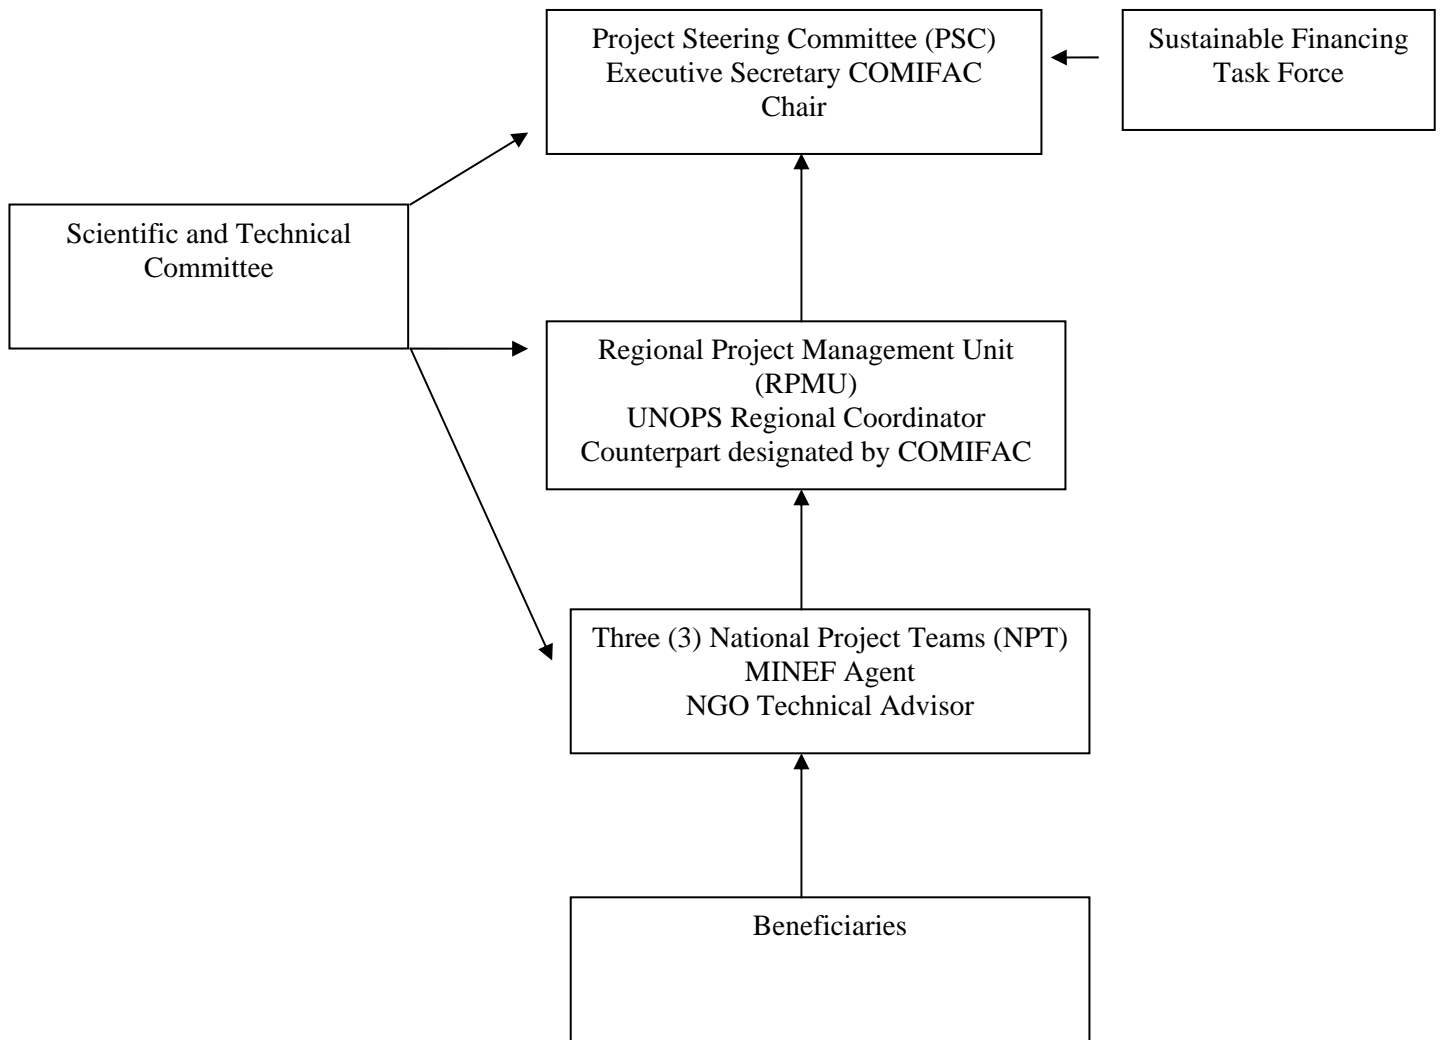 Project Steering Committee (PSC)
Executive Secretary COMIFAC
Chair
Sustainable Financing
Task Force
Scientific and Technical
Committee
Regional Project Management Unit
(RPMU)
UNOPS Regional Coordinator
Counterpart designated by COMIFAC
Three (3) National Project Teams (NPT)
MINEF Agent
NGO Technical Advisor
Beneficiaries